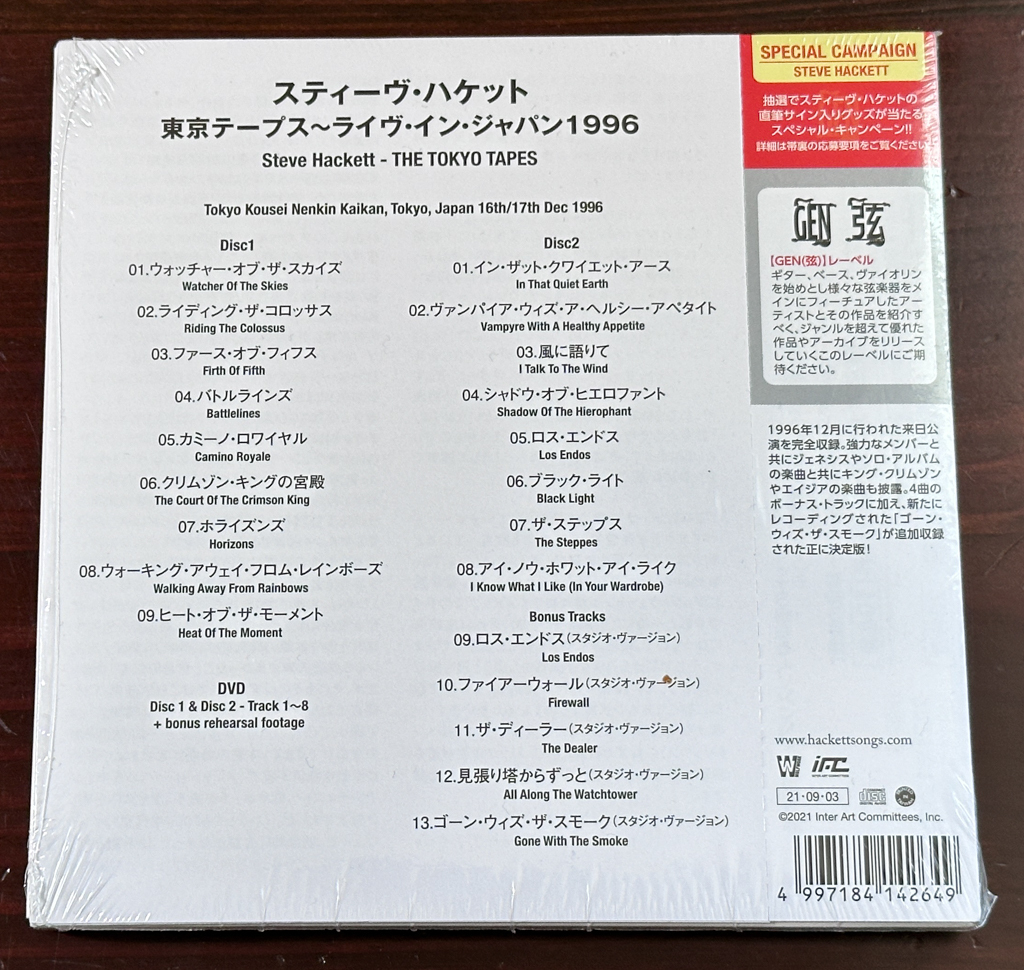 スティーヴ・ハケット
東京テープス～ライヴ・イン・ジャパン1996
Steve Hackett - THE TOKYO TAPES
Tokyo Kousei Nenkin Kaikan, Tokyo, Japan 16th/17th Dec 1996
Disc1
01.ウォッチャー・オブ・ザ・スカイズ
Watcher Of The Skies
02.ライディング・ザ・コロッサス
Riding The Colossus
03.ファース・オブ・フィフス
Firth Of Fifth
04.バトルラインズ
Battlelines
05.カミーノ・ロワイヤル
Camino Royale
06.クリムゾン・キングの宮殿
The Court Of The Crimson King
07.ホライズンズ
Horizons
08.ウォーキング・アウェイ・フロム・レインボーズ
Walking Away From Rainbows
09.ヒート・オブ・ザ・モーメント
Heat Of The Moment
DVD
Disc 1 & Disc 2 - Track 1～8
+ bonus rehearsal footage
Disc2
01.イン・ザット・クワイエット・アース
In That Quiet Earth
02.ヴァンパイア・ウィズ・ア・ヘルシー・アペタイト
Vampyre With A Healthy Appetite
03.風に語りて
I Talk To The Wind
04.シャドウ・オブ・ヒエロファント
Shadow Of The Hierophant
05.ロス・エンドス
Los Endos
06.ブラック・ライト
Black Light
07.ザ・ステップス
The Steppes
08.アイ・ノウ・ホワット・アイ・ライク
I Know What I Like (In Your Wardrobe)
Bonus Tracks
09.ロス・エンドス(スタジオ・ヴァージョン)
Los Endos
10.ファイアーウォール(スタジオ・ヴァージョン)
Firewall
11.ザ・ディーラー(スタジオ・ヴァージョン)
The Dealer
12.見張り塔からずっと(スタジオ・ヴァージョン)
All Along The Watchtower
13.ゴーン・ウィズ・ザ・スモーク(スタジオ・ヴァージョン)
Gone With The Smoke
SPECIAL CAMPAIGN
STEVE HACKETT
抽選でスティーヴ・ハケットの
直筆サイン入りグッズが当たる
スペシャル・キャンペーン!!
詳細は帯裏の応募要項をご覧ください
GEN 弦
【GEN(弦)】レーベル
ギター、ベース、ヴァイオリン
を始めとし様々な弦楽器をメ
インにフィーチュアしたアー
ティストとその作品を紹介す
べく、ジャンルを超えて優れた
作品やアーカイブをリリース
していくこのレーベルにご期
待ください。
1996年12月に行われた来日公
演を完全収録。強力なメンバーと
共にジェネシスやソロ・アルバム
の楽曲と共にキング・クリムゾン
やエイジアの楽曲も披露。4曲の
ボーナス・トラックに加え、新たに
レコーディングされた「ゴーン・
ウィズ・ザ・スモーク」が追加収録
された正に決定版!
www.hackettsongs.com
IFC
21・09・03
disc
©2021 Inter Art Committees, Inc.
4 997184 142649